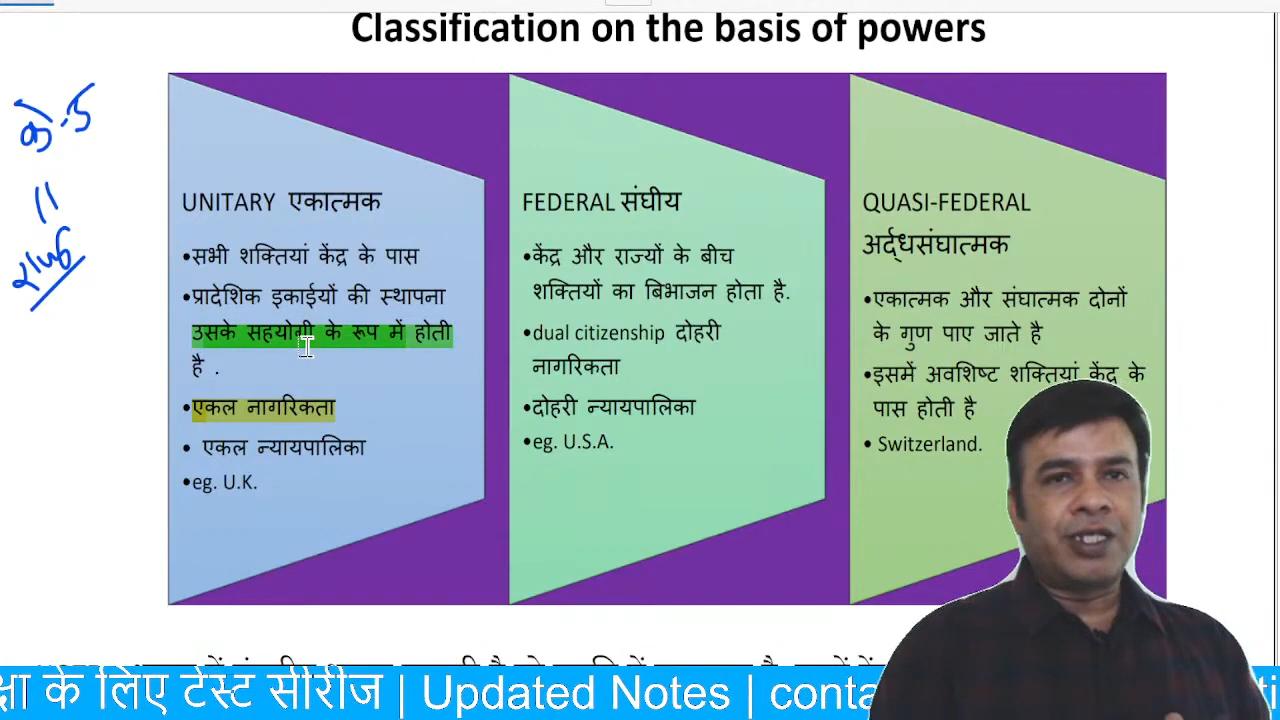 Classification on the basis of powers
UNITARY एकात्मक
•सभी शक्तियां केंद्र के पास
•प्रादेशिक इकाईयों की स्थापना
उसके सहयोगी के रूप में होती
है .
•एकल नागरिकता
• एकल न्यायपालिका
•eg. U.K.
FEDERAL संघीय
•केंद्र और राज्यों के बीच
शक्तियों का बिभाजन होता है.
•dual citizenship दोहरी
नागरिकता
•दोहरी न्यायपालिका
•eg. U.S.A.
QUASI-FEDERAL
अर्द्धसंघात्मक
•एकात्मक और संघात्मक दोनों
के गुण पाए जाते है
•इसमें अवशिष्ट शक्तियां केंद्र के
पास होती है
• Switzerland.
के लिए टेस्ट सीरीज | Updated Notes |